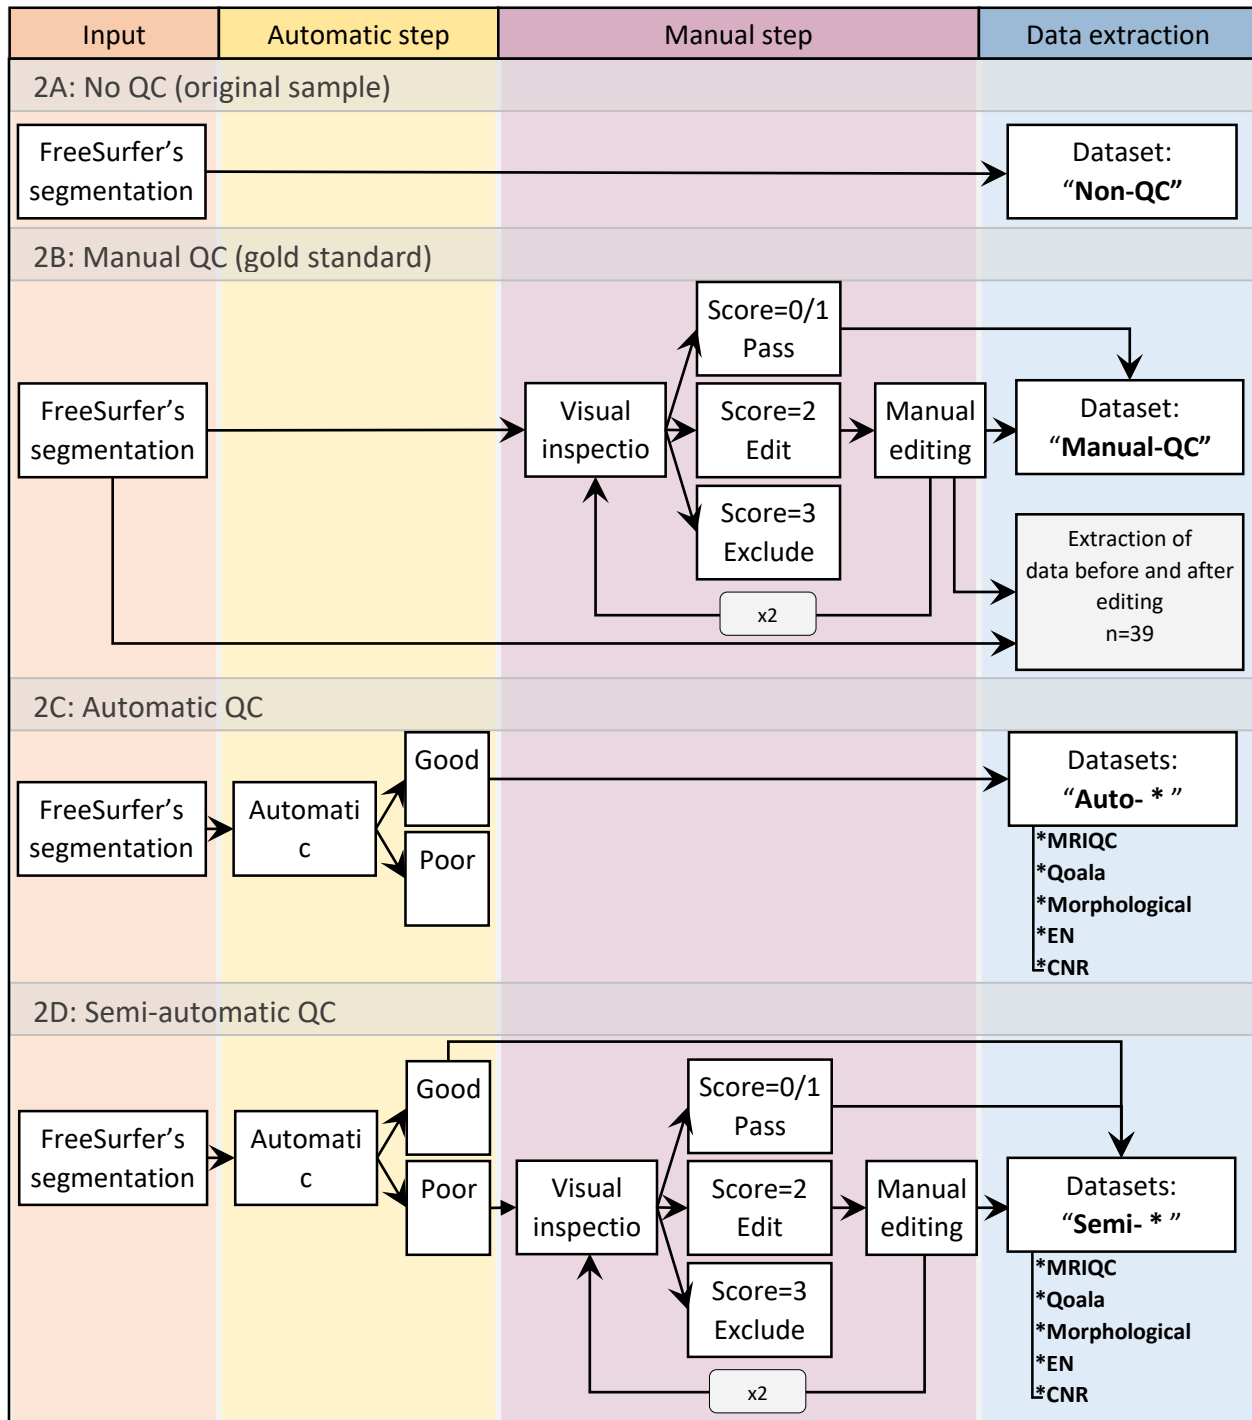 Input
Automatic step
Manual step
Data extraction
2A: No QC (original sample)
FreeSurfer’s
segmentation
Dataset:
“Non-QC”
2B: Manual QC (gold standard)
FreeSurfer’s
segmentation
Visual
inspectio
Score=0/1
Pass
Score=2
Edit
Score=3
Exclude
Manual
editing
x2
Dataset:
“Manual-QC”
Extraction of
data before and after
editing
n=39
2C: Automatic QC
FreeSurfer’s
segmentation
Automati
c
Good
Poor
Datasets:
“Auto- * ”
*MRIQC
*Qoala
*Morphological
*EN
*CNR
2D: Semi-automatic QC
FreeSurfer’s
segmentation
Automati
c
Good
Poor
Visual
inspectio
Score=0/1
Pass
Score=2
Edit
Score=3
Exclude
Manual
editing
x2
Datasets:
“Semi- * ”
*MRIQC
*Qoala
*Morphological
*EN
*CNR